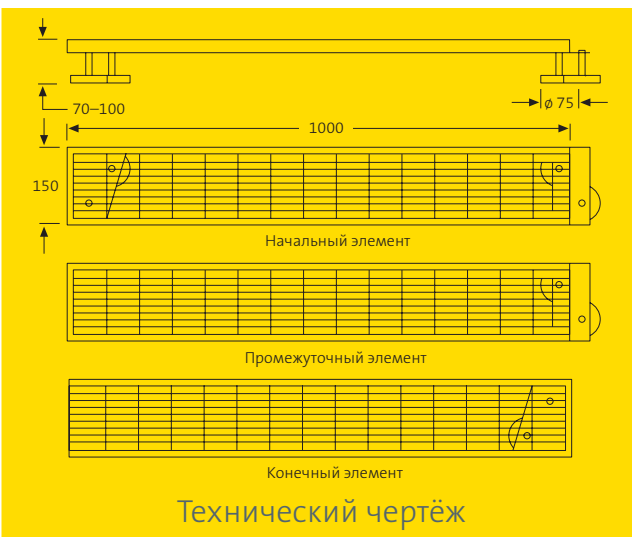 70–100
ø 75
1000
150
Начальный элемент
Промежуточный элемент
Конечный элемент
Технический чертёж